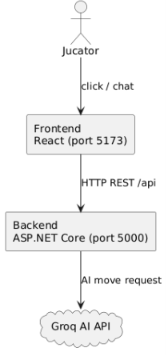 Jucator
click / chat
Frontend
React (port 5173)
HTTP REST /api
Backend
ASP.NET Core (port 5000)
AI move request
Groq AI API